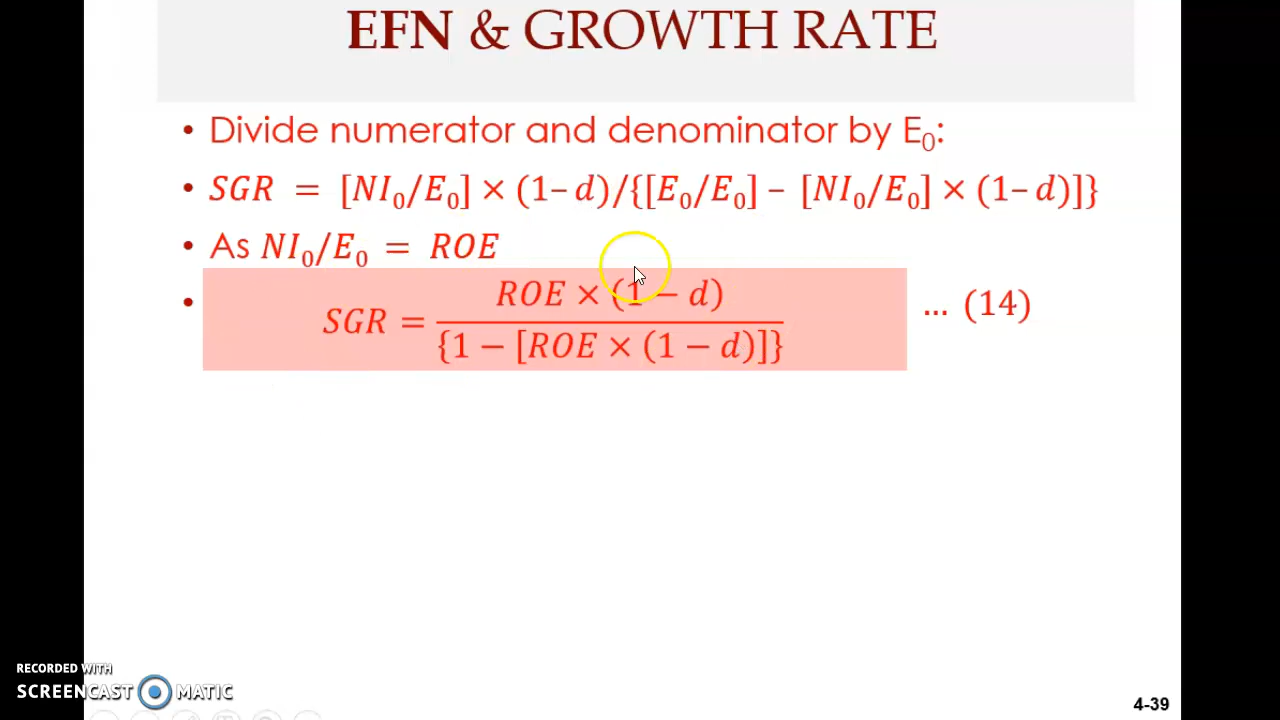 EFN & GROWTH RATE
• Divide numerator and denominator by E₀:
• SGR = [NI₀/E₀] × (1– d)/{[E₀/E₀] – [NI₀/E₀] × (1– d)]}
• As NI₀/E₀ = ROE
• SGR = ROE × (1 − d) / {1 − [ROE × (1 − d)]} ... (14)
RECORDED WITH
SCREENCAST MATIC
4-39